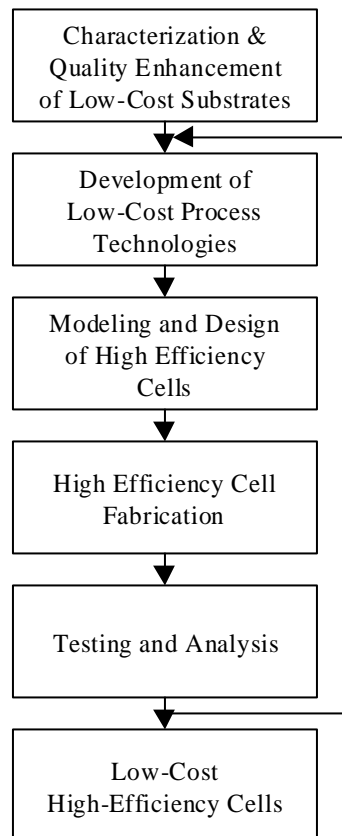 Characterization &
Quality Enhancement
of Low-Cost Substrates
Development of
Low-Cost Process
Technologies
Modeling and Design
of High Efficiency
Cells
High Efficiency Cell
Fabrication
Testing and Analysis
Low-Cost
High-Efficiency Cells